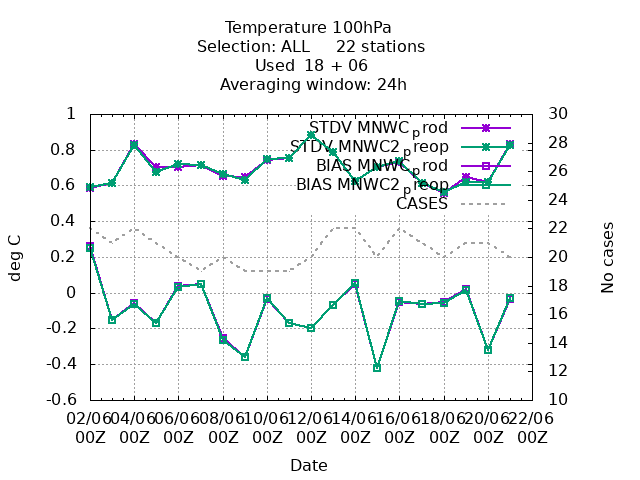 Temperature 100hPa
Selection: ALL     22 stations
Used  18 + 06
Averaging window: 24h
1
0.8
0.6
0.4
0.2
0
-0.2
-0.4
-0.6
deg C
STDV MNWC_prod
STDV MNWC2_preop
BIAS MNWC_prod
BIAS MNWC2_preop
CASES
30
28
26
24
22
20
18
16
14
12
10
No cases
02/06 04/06 06/06 08/06 10/06 12/06 14/06 16/06 18/06 20/06 22/06
00Z 00Z 00Z 00Z 00Z 00Z 00Z 00Z 00Z 00Z 00Z
Date